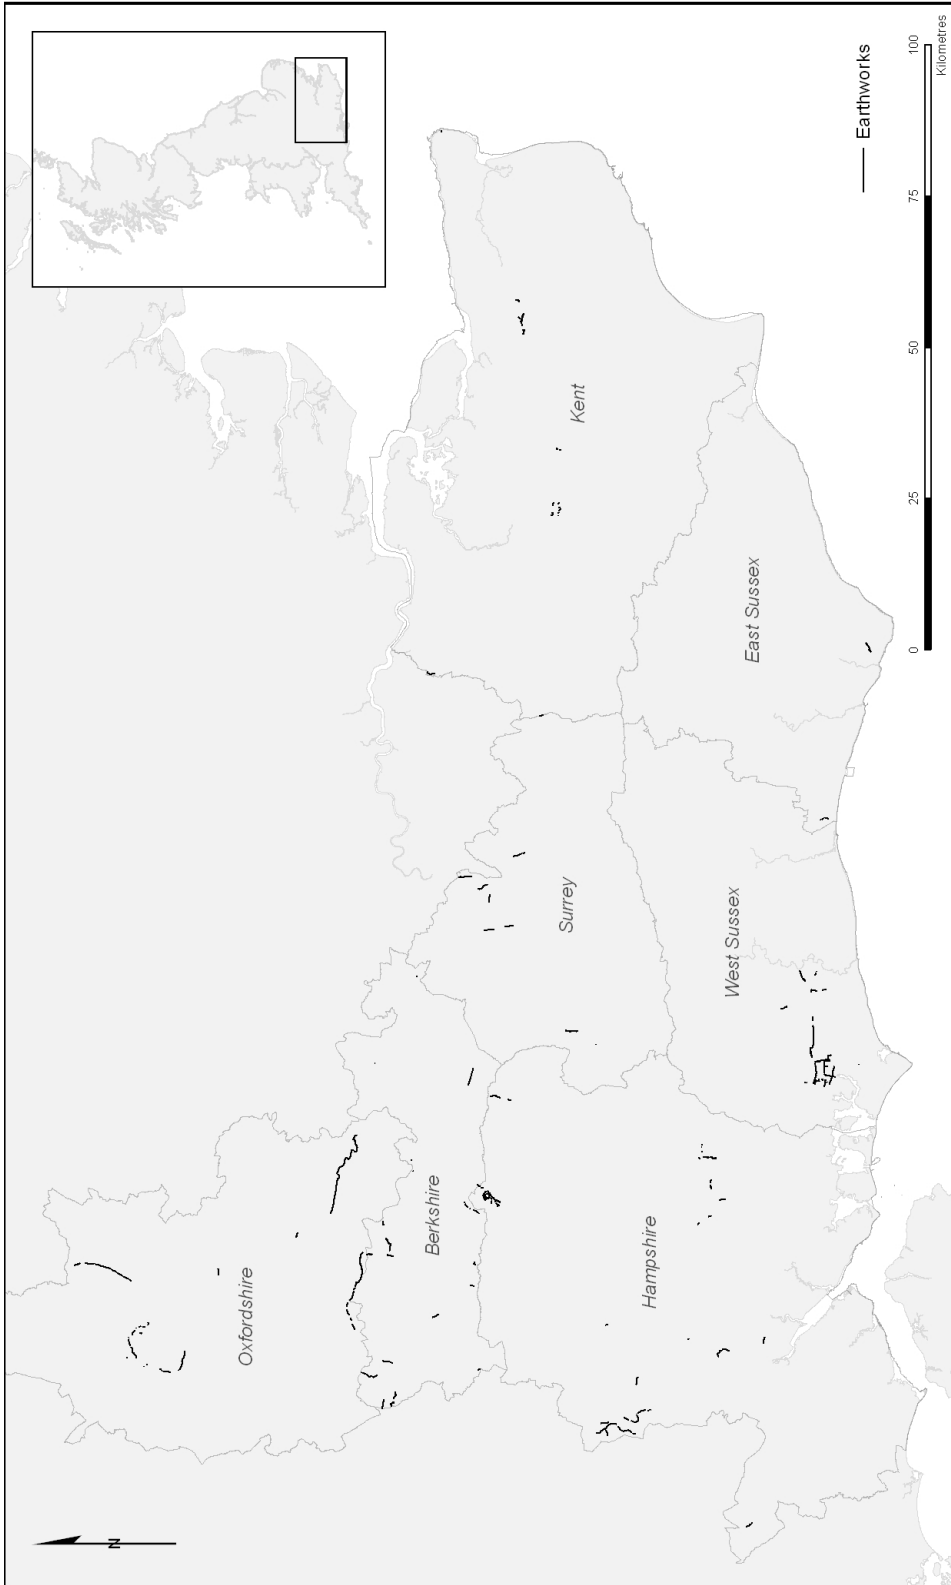 N
Oxfordshire
Berkshire
Hampshire
Surrey
West Sussex
East Sussex
Kent
Earthworks
0 25 50 75 100
Kilometres